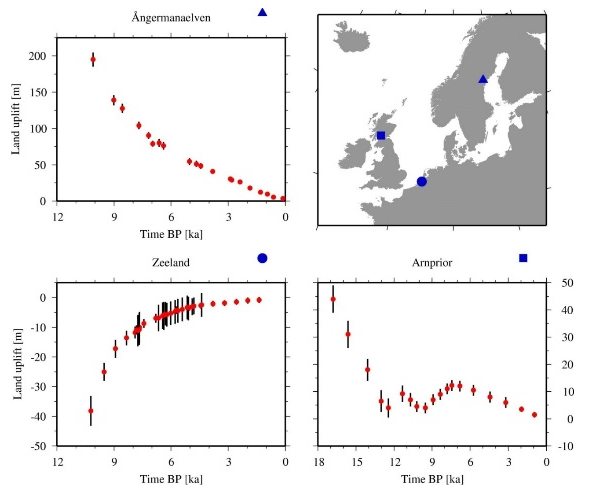 Ångermanaelven
200
150
100
50
0
Land uplift [m]
12 9 6 3 0
Time BP [ka]
Zeeland
0
-10
-20
-30
-40
-50
Land uplift [m]
12 9 6 3 0
Time BP [ka]
Arnprior
50
40
30
20
10
0
-10
18 15 12 9 6 3 0
Time BP [ka]